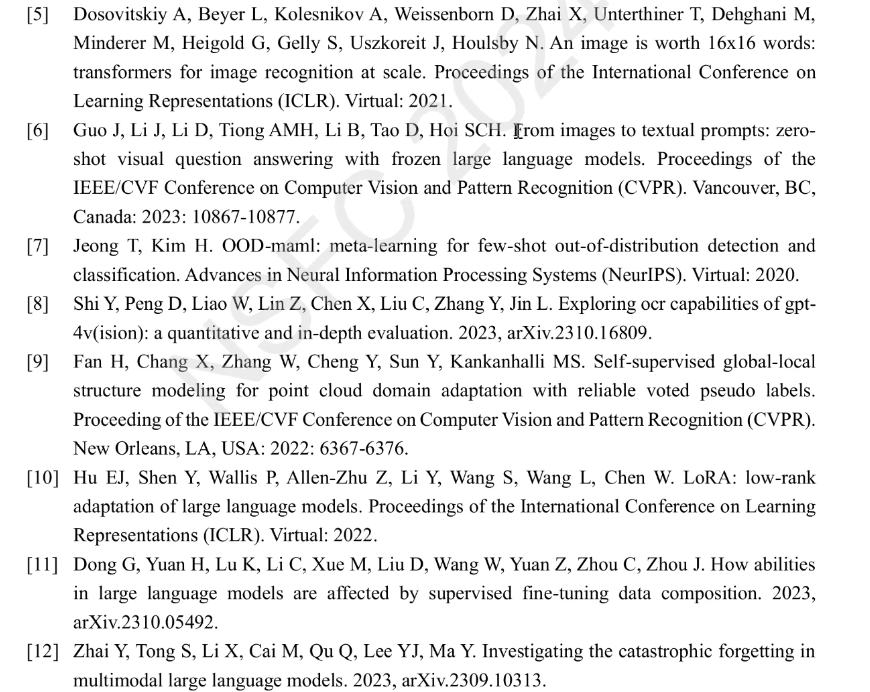 [5] Dosovitskiy A, Beyer L, Kolesnikov A, Weissenborn D, Zhai X, Unterthiner T, Dehghani M,
Minderer M, Heigold G, Gelly S, Uszkoreit J, Houlsby N. An image is worth 16x16 words:
transformers for image recognition at scale. Proceedings of the International Conference on
Learning Representations (ICLR). Virtual: 2021.
[6] Guo J, Li J, Li D, Tiong AMH, Li B, Tao D, Hoi SCH. From images to textual prompts: zero-
shot visual question answering with frozen large language models. Proceedings of the
IEEE/CVF Conference on Computer Vision and Pattern Recognition (CVPR). Vancouver, BC,
Canada: 2023: 10867-10877.
[7] Jeong T, Kim H. OOD-maml: meta-learning for few-shot out-of-distribution detection and
classification. Advances in Neural Information Processing Systems (NeurIPS). Virtual: 2020.
[8] Shi Y, Peng D, Liao W, Lin Z, Chen X, Liu C, Zhang Y, Jin L. Exploring ocr capabilities of gpt-
4v(ision): a quantitative and in-depth evaluation. 2023, arXiv.2310.16809.
[9] Fan H, Chang X, Zhang W, Cheng Y, Sun Y, Kankanhalli MS. Self-supervised global-local
structure modeling for point cloud domain adaptation with reliable voted pseudo labels.
Proceeding of the IEEE/CVF Conference on Computer Vision and Pattern Recognition (CVPR).
New Orleans, LA, USA: 2022: 6367-6376.
[10] Hu EJ, Shen Y, Wallis P, Allen-Zhu Z, Li Y, Wang S, Wang L, Chen W. LoRA: low-rank
adaptation of large language models. Proceedings of the International Conference on Learning
Representations (ICLR). Virtual: 2022.
[11] Dong G, Yuan H, Lu K, Li C, Xue M, Liu D, Wang W, Yuan Z, Zhou C, Zhou J. How abilities
in large language models are affected by supervised fine-tuning data composition. 2023,
arXiv.2310.05492.
[12] Zhai Y, Tong S, Li X, Cai M, Qu Q, Lee YJ, Ma Y. Investigating the catastrophic forgetting in
multimodal large language models. 2023, arXiv.2309.10313.
NSFC 2024